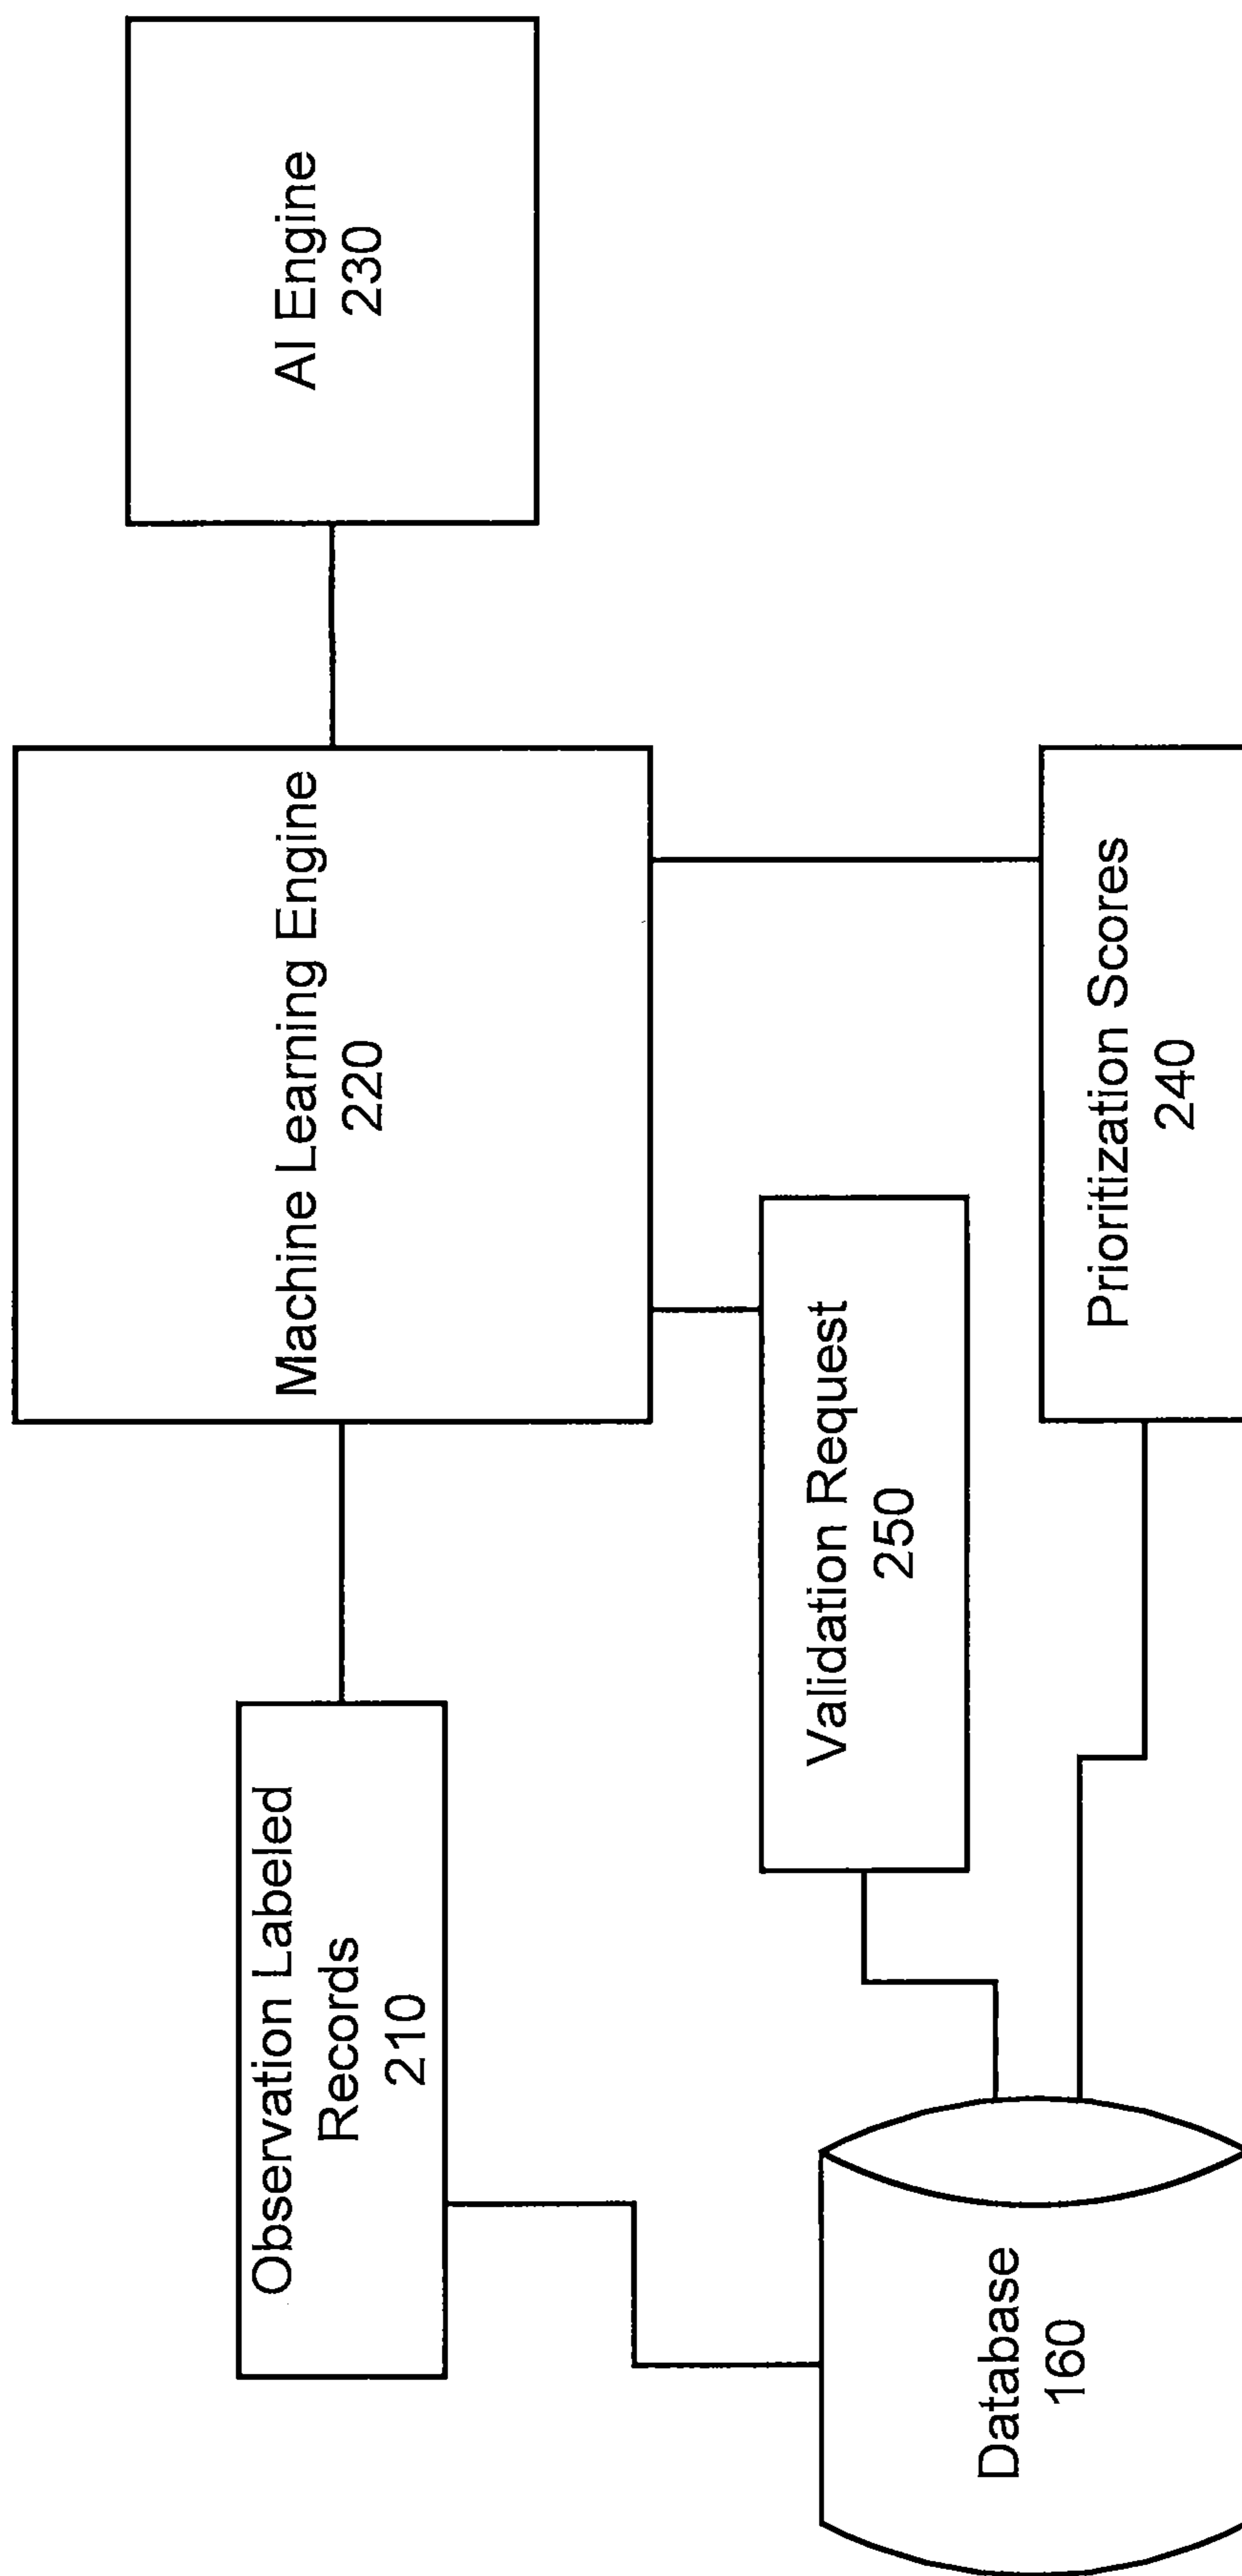 Observation Labeled
Records
210
Machine Learning Engine
220
AI Engine
230
Validation Request
250
Prioritization Scores
240
Database
160